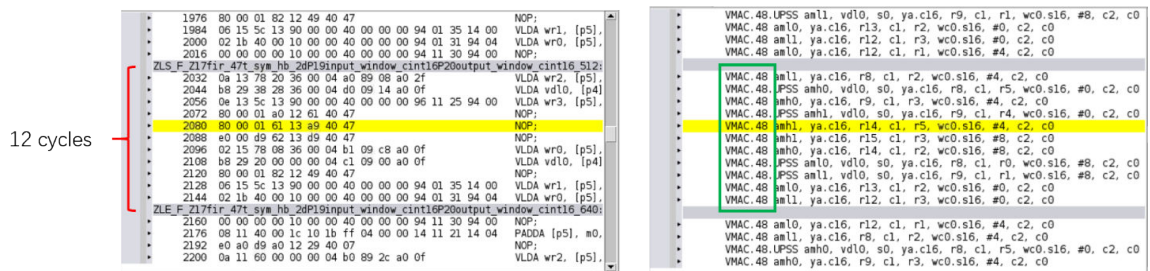 12 cycles
1976 80 00 01 82 12 49 40 47 NOP;
1984 06 15 5c 13 90 00 00 40 00 00 00 94 01 35 14 00 VLDA wr1, [p5],
2000 02 1b 40 00 10 00 00 40 00 00 00 94 01 31 94 04 VLDA wr0, [p5],
2016 00 00 00 00 10 00 00 40 00 00 00 94 11 30 94 00 NOP;
ZLS_F_Z17fir_47t_sym_hb_2dP19input_window_cint16P20output_window_cint16_512:
2032 0a 13 78 20 36 00 04 a0 89 08 a0 2f VLDA wr2, [p5],
2044 b8 29 38 28 36 00 04 d0 09 14 a0 0f VLDA vdl0, [p4]
2056 0e 13 5c 13 90 00 00 40 00 00 00 96 11 25 94 00 VLDA wr3, [p5],
2072 80 00 01 a0 12 61 40 47 NOP;
2080 80 00 01 61 13 a9 40 47 NOP;
2088 e0 00 d9 62 13 d9 40 47 NOP;
2096 02 15 78 08 36 00 04 b1 09 c8 a0 0f VLDA wr0, [p5],
2108 b8 29 20 00 00 00 04 c1 09 00 a0 0f VLDA vdl0, [p4]
2120 80 00 01 82 12 49 40 47 NOP;
2128 06 15 5c 13 90 00 00 40 00 00 00 94 01 35 14 00 VLDA wr1, [p5],
2144 02 1b 40 00 10 00 00 40 00 00 00 94 01 31 94 04 VLDA wr0, [p5],
ZLE_F_Z17fir_47t_sym_hb_2dP19input_window_cint16P20output_window_cint16_640:
2160 00 00 00 00 10 00 00 40 00 00 00 94 11 30 94 00 NOP;
2176 08 11 40 00 1c 10 1b ff 04 00 00 14 11 21 14 04 PADDA [p5], m0,
2192 e0 a0 d9 a0 12 29 40 07 NOP;
2200 0a 11 60 00 00 00 04 b0 89 2c a0 0f VLDA wr2, [p5],
VMAC.48.UPSS aml1, vdl0, s0, ya.c16, r9, c1, r1, wc0.s16, #8, c2, c0
VMAC.48 aml0, ya.c16, r13, c1, r2, wc0.s16, #8, c2, c0
VMAC.48 aml0, ya.c16, r12, c1, r3, wc0.s16, #0, c2, c0
VMAC.48 aml1, ya.c16, r12, c1, r0, wc0.s16, #4, c2, c0
VMAC.48 aml1, ya.c16, r8, c1, r2, wc0.s16, #4, c2, c0
VMAC.48.UPSS amh0, vdl0, s0, ya.c16, r8, c1, r5, wc0.s16, #0, c2, c0
VMAC.48 amh0, ya.c16, r9, c1, r3, wc0.s16, #4, c2, c0
VMAC.48.UPSS amh1, vdl0, s0, ya.c16, r9, c1, r4, wc0.s16, #0, c2, c0
VMAC.48 amh1, ya.c16, r14, c1, r5, wc0.s16, #4, c2, c0
VMAC.48 amh1, ya.c16, r15, c1, r3, wc0.s16, #8, c2, c0
VMAC.48 amh0, ya.c16, r14, c1, r2, wc0.s16, #8, c2, c0
VMAC.48.UPSS aml0, vdl0, s0, ya.c16, r8, c1, r0, wc0.s16, #4, c2, c0
VMAC.48.UPSS aml1, vdl0, s0, ya.c16, r9, c1, r1, wc0.s16, #8, c2, c0
VMAC.48 aml0, ya.c16, r13, c1, r2, wc0.s16, #8, c2, c0
VMAC.48 aml1, ya.c16, r12, c1, r0, wc0.s16, #4, c2, c0
VMAC.48 aml0, ya.c16, r12, c1, r1, wc0.s16, #4, c2, c0
VMAC.48 aml1, ya.c16, r8, c1, r2, wc0.s16, #4, c2, c0
VMAC.48.UPSS amh0, vdl0, s0, ya.c16, r8, c1, r5, wc0.s16, #0, c2, c0
VMAC.48 amh0, ya.c16, r9, c1, r3, wc0.s16, #4, c2, c0